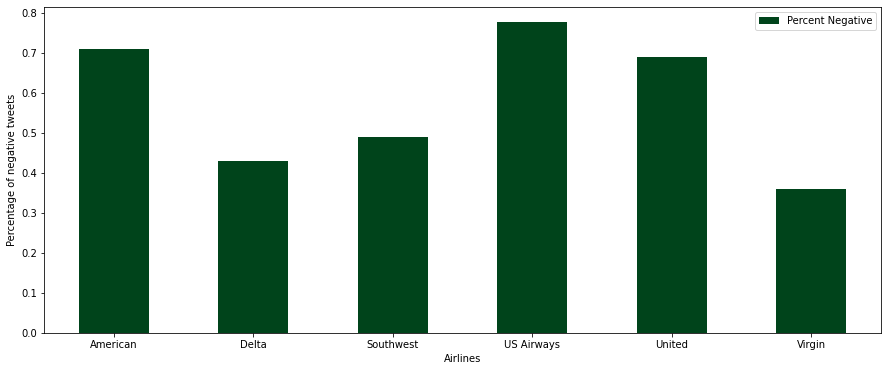 Percent Negative
Percentage of negative tweets
0.8
0.7
0.6
0.5
0.4
0.3
0.2
0.1
0.0
American Delta Southwest US Airways United Virgin
Airlines